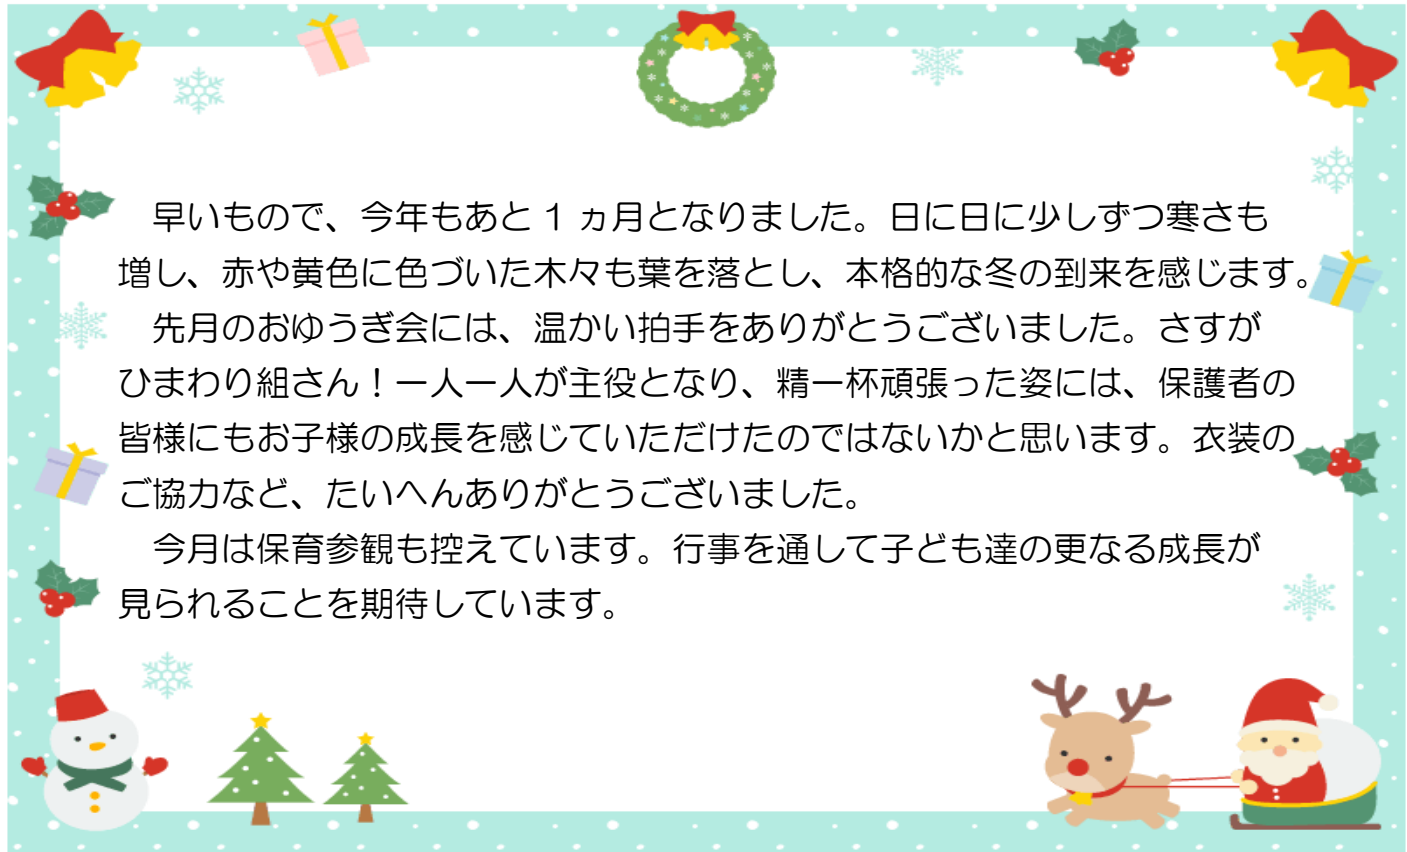 早いもので、今年もあと 1 ヵ月となりました。日に日に少しずつ寒さも
増し、赤や黄色に色づいた木々も葉を落とし、本格的な冬の到来を感じます。
先月のおゆうぎ会には、温かい拍手をありがとうございました。さすが
ひまわり組さん！一人一人が主役となり、精一杯頑張った姿には、保護者の
皆様にもお子様の成長を感じていただけたのではないかと思います。衣装の
ご協力など、たいへんありがとうございました。
今月は保育参観も控えています。行事を通して子ども達の更なる成長が
見られることを期待しています。